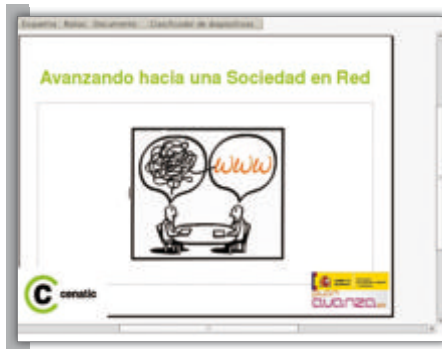 Esquema Notas Documento Clasificador de diapositivas
Avanzando hacia una Sociedad en Red
www
C cenatic
avanza